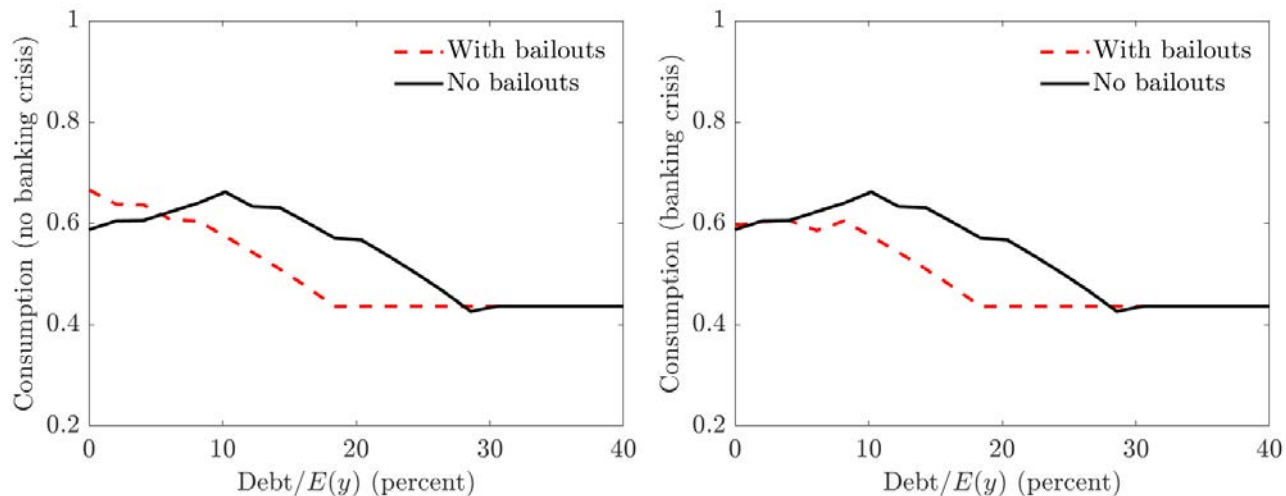 Consumption (no banking crisis)
1
0.8
0.6
0.4
0.2
With bailouts
No bailouts
0 10 20 30 40
Debt/E(y) (percent)
Consumption (banking crisis)
1
0.8
0.6
0.4
0.2
With bailouts
No bailouts
0 10 20 30 40
Debt/E(y) (percent)